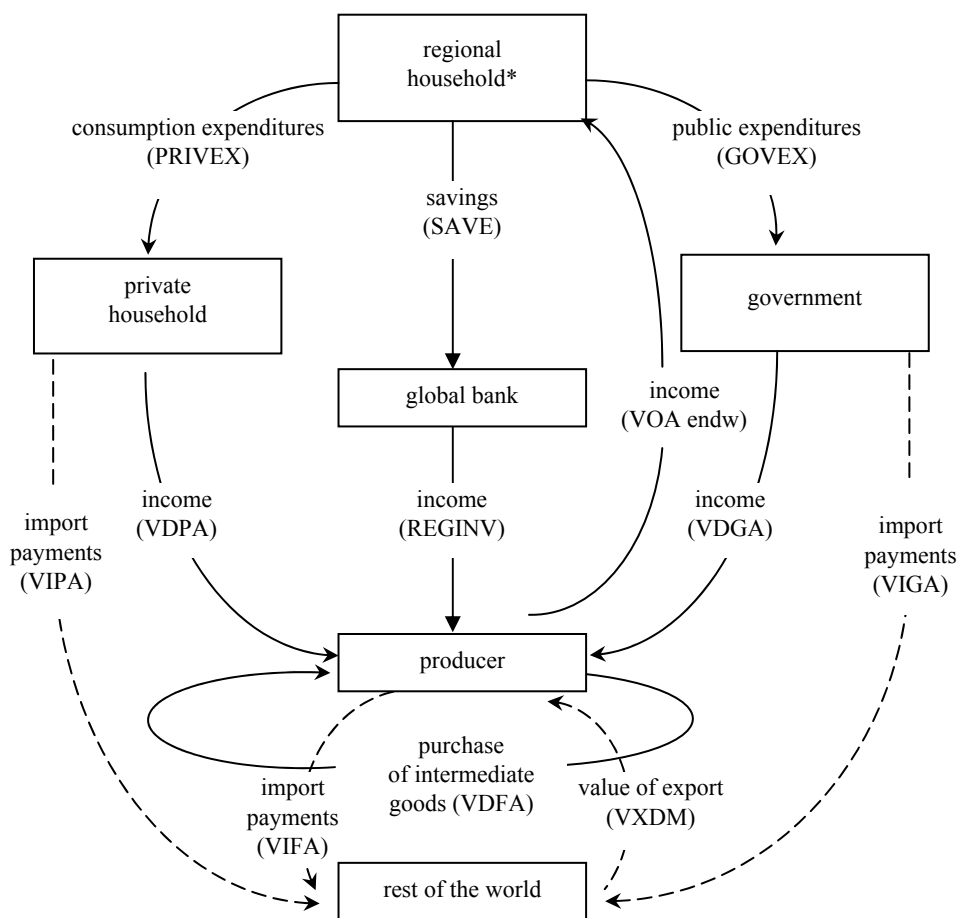 regional
household*
consumption expenditures
(PRIVEX)
public expenditures
(GOVEX)
savings
(SAVE)
private
household
government
global bank
income
(VOA endw)
income
(VDPA)
income
(REGINV)
income
(VDGA)
import
payments
(VIPA)
import
payments
(VIGA)
producer
purchase
of intermediate
goods (VDFA)
import
payments
(VIFA)
value of export
(VXDM)
rest of the world